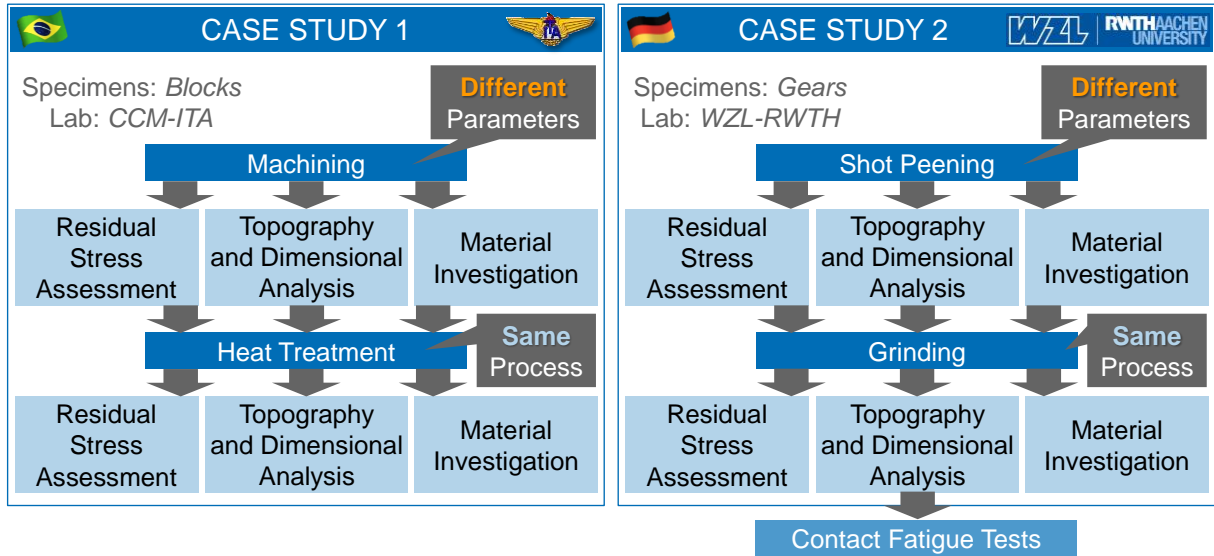 CASE STUDY 1
ITA
Specimens: Blocks
Lab: CCM-ITA
Different
Parameters
Machining
Residual
Stress
Assessment
Topography
and Dimensional
Analysis
Material
Investigation
Heat Treatment
Same
Process
Residual
Stress
Assessment
Topography
and Dimensional
Analysis
Material
Investigation
CASE STUDY 2
WZL
RWTHAACHEN
UNIVERSITY
Specimens: Gears
Lab: WZL-RWTH
Different
Parameters
Shot Peening
Residual
Stress
Assessment
Topography
and Dimensional
Analysis
Material
Investigation
Grinding
Same
Process
Residual
Stress
Assessment
Topography
and Dimensional
Analysis
Material
Investigation
Contact Fatigue Tests